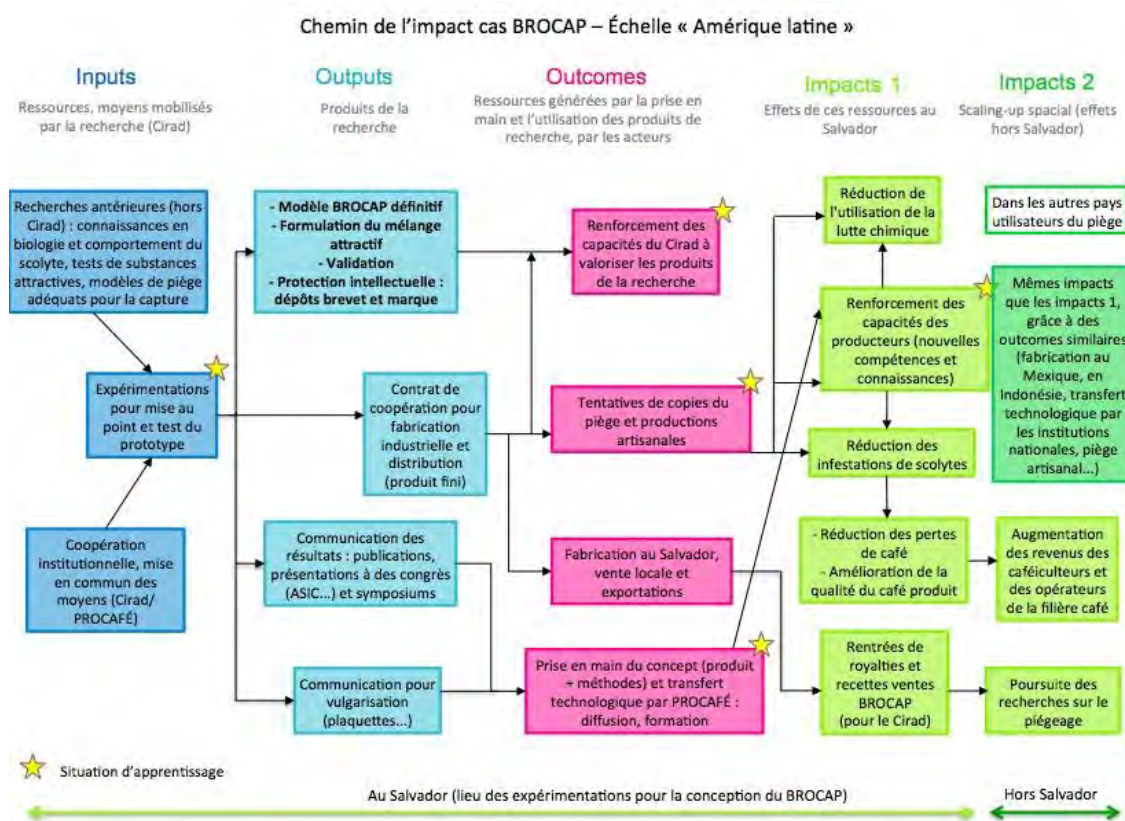 Chemin de l'impact cas BROCAP – Échelle « Amérique latine »
Inputs
Ressources, moyens mobilisés
par la recherche (Cirad)
Outputs
Produits de la
recherche
Outcomes
Ressources générées par la prise en
main et l'utilisation des produits de
recherche, par les acteurs
Impacts 1
Effets de ces ressources au
Salvador
Impacts 2
Scaling-up spacial (effets
hors Salvador)
Recherches antérieures (hors
Cirad) : connaissances en
biologie et comportement du
scolyte, tests de substances
attractives, modèles de piège
adéquats pour la capture
Expérimentations
pour mise au
point et test du
prototype
Coopération
institutionnelle, mise
en commun des
moyens (Cirad/
PROCAFÉ)
- Modèle BROCAP définitif
- Formulation du mélange
attractif
- Validation
- Protection intellectuelle :
dépôts brevet et marque
Contrat de
coopération pour
fabrication
industrielle et
distribution
(produit fini)
Communication des
résultats : publications,
présentations à des congrès
(ASIC...) et symposiums
Communication pour
vulgarisation
(plaquettes...)
Renforcement des
capacités du Cirad à
valoriser les produits
de la recherche
Tentatives de copies du
piège et productions
artisanales
Fabrication au Salvador,
vente locale et
exportations
Prise en main du concept (produit
+ méthodes) et transfert
technologique par PROCAFÉ :
diffusion, formation
Réduction de
l'utilisation de la
lutte chimique
Renforcement des
capacités des
producteurs (nouvelles
compétences et
connaissances)
Réduction des
infestations de scolytes
- Réduction des pertes
de café
- Amélioration de la
qualité du café produit
Rentrées de
royalties et
recettes ventes
BROCAP
(pour le Cirad)
Dans les autres pays
utilisateurs du piège
Mêmes impacts
que les impacts 1,
grâce à des
outcomes similaires
(fabrication au
Mexique, en
Indonésie, transfert
technologique par
les institutions
nationales, piège
artisanal...)
Augmentation
des revenus des
caféiculteurs et
des opérateurs
de la filière café
Poursuite des
recherches sur le
piégeage
Situation d'apprentissage
Au Salvador (lieu des expérimentations pour la conception du BROCAP)
Hors Salvador